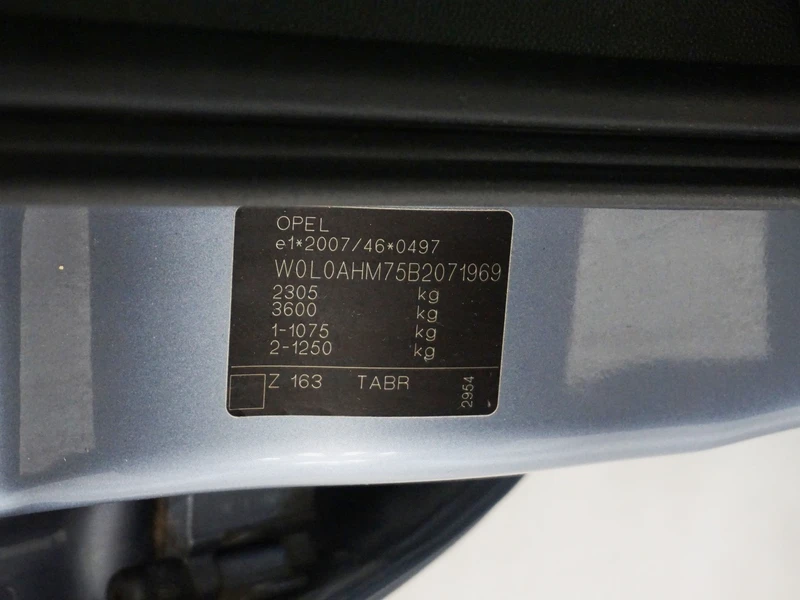 OPEL
e1*2007/46*0497
W0L0AHM75B2071969
2305 kg
3600 kg
1-1075 kg
2-1250 kg
Z 163 TABR
2954